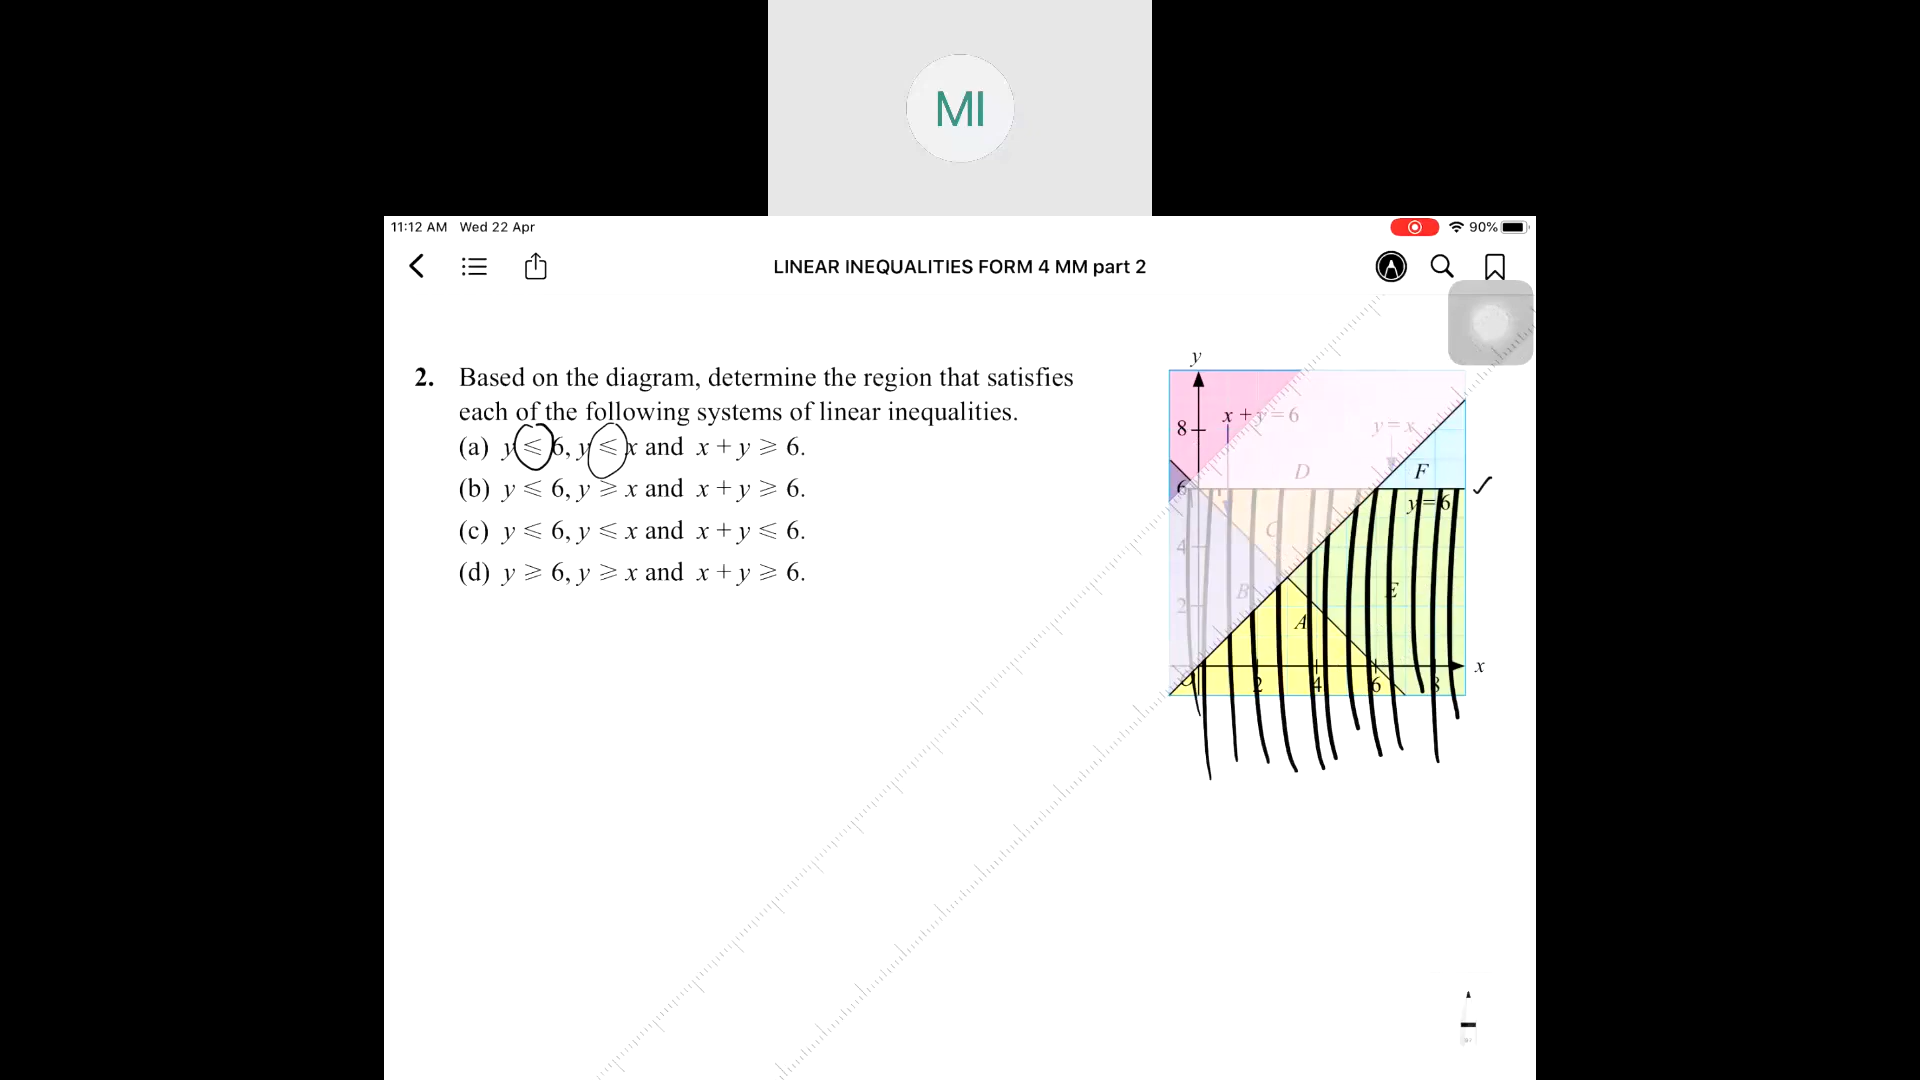 MI
11:12 AM Wed 22 Apr
90%
LINEAR INEQUALITIES FORM 4 MM part 2
2. Based on the diagram, determine the region that satisfies
each of the following systems of linear inequalities.
(a) y ⩽ 6, y ⩽ x and x + y ⩾ 6.
(b) y ⩽ 6, y ⩾ x and x + y ⩾ 6.
(c) y ⩽ 6, y ⩽ x and x + y ⩽ 6.
(d) y ⩾ 6, y ⩾ x and x + y ⩾ 6.
y
x + y = 6
8
y = x
D
F
6
y = 6
C
4
B
E
2
A
x
O
2
4
6
8